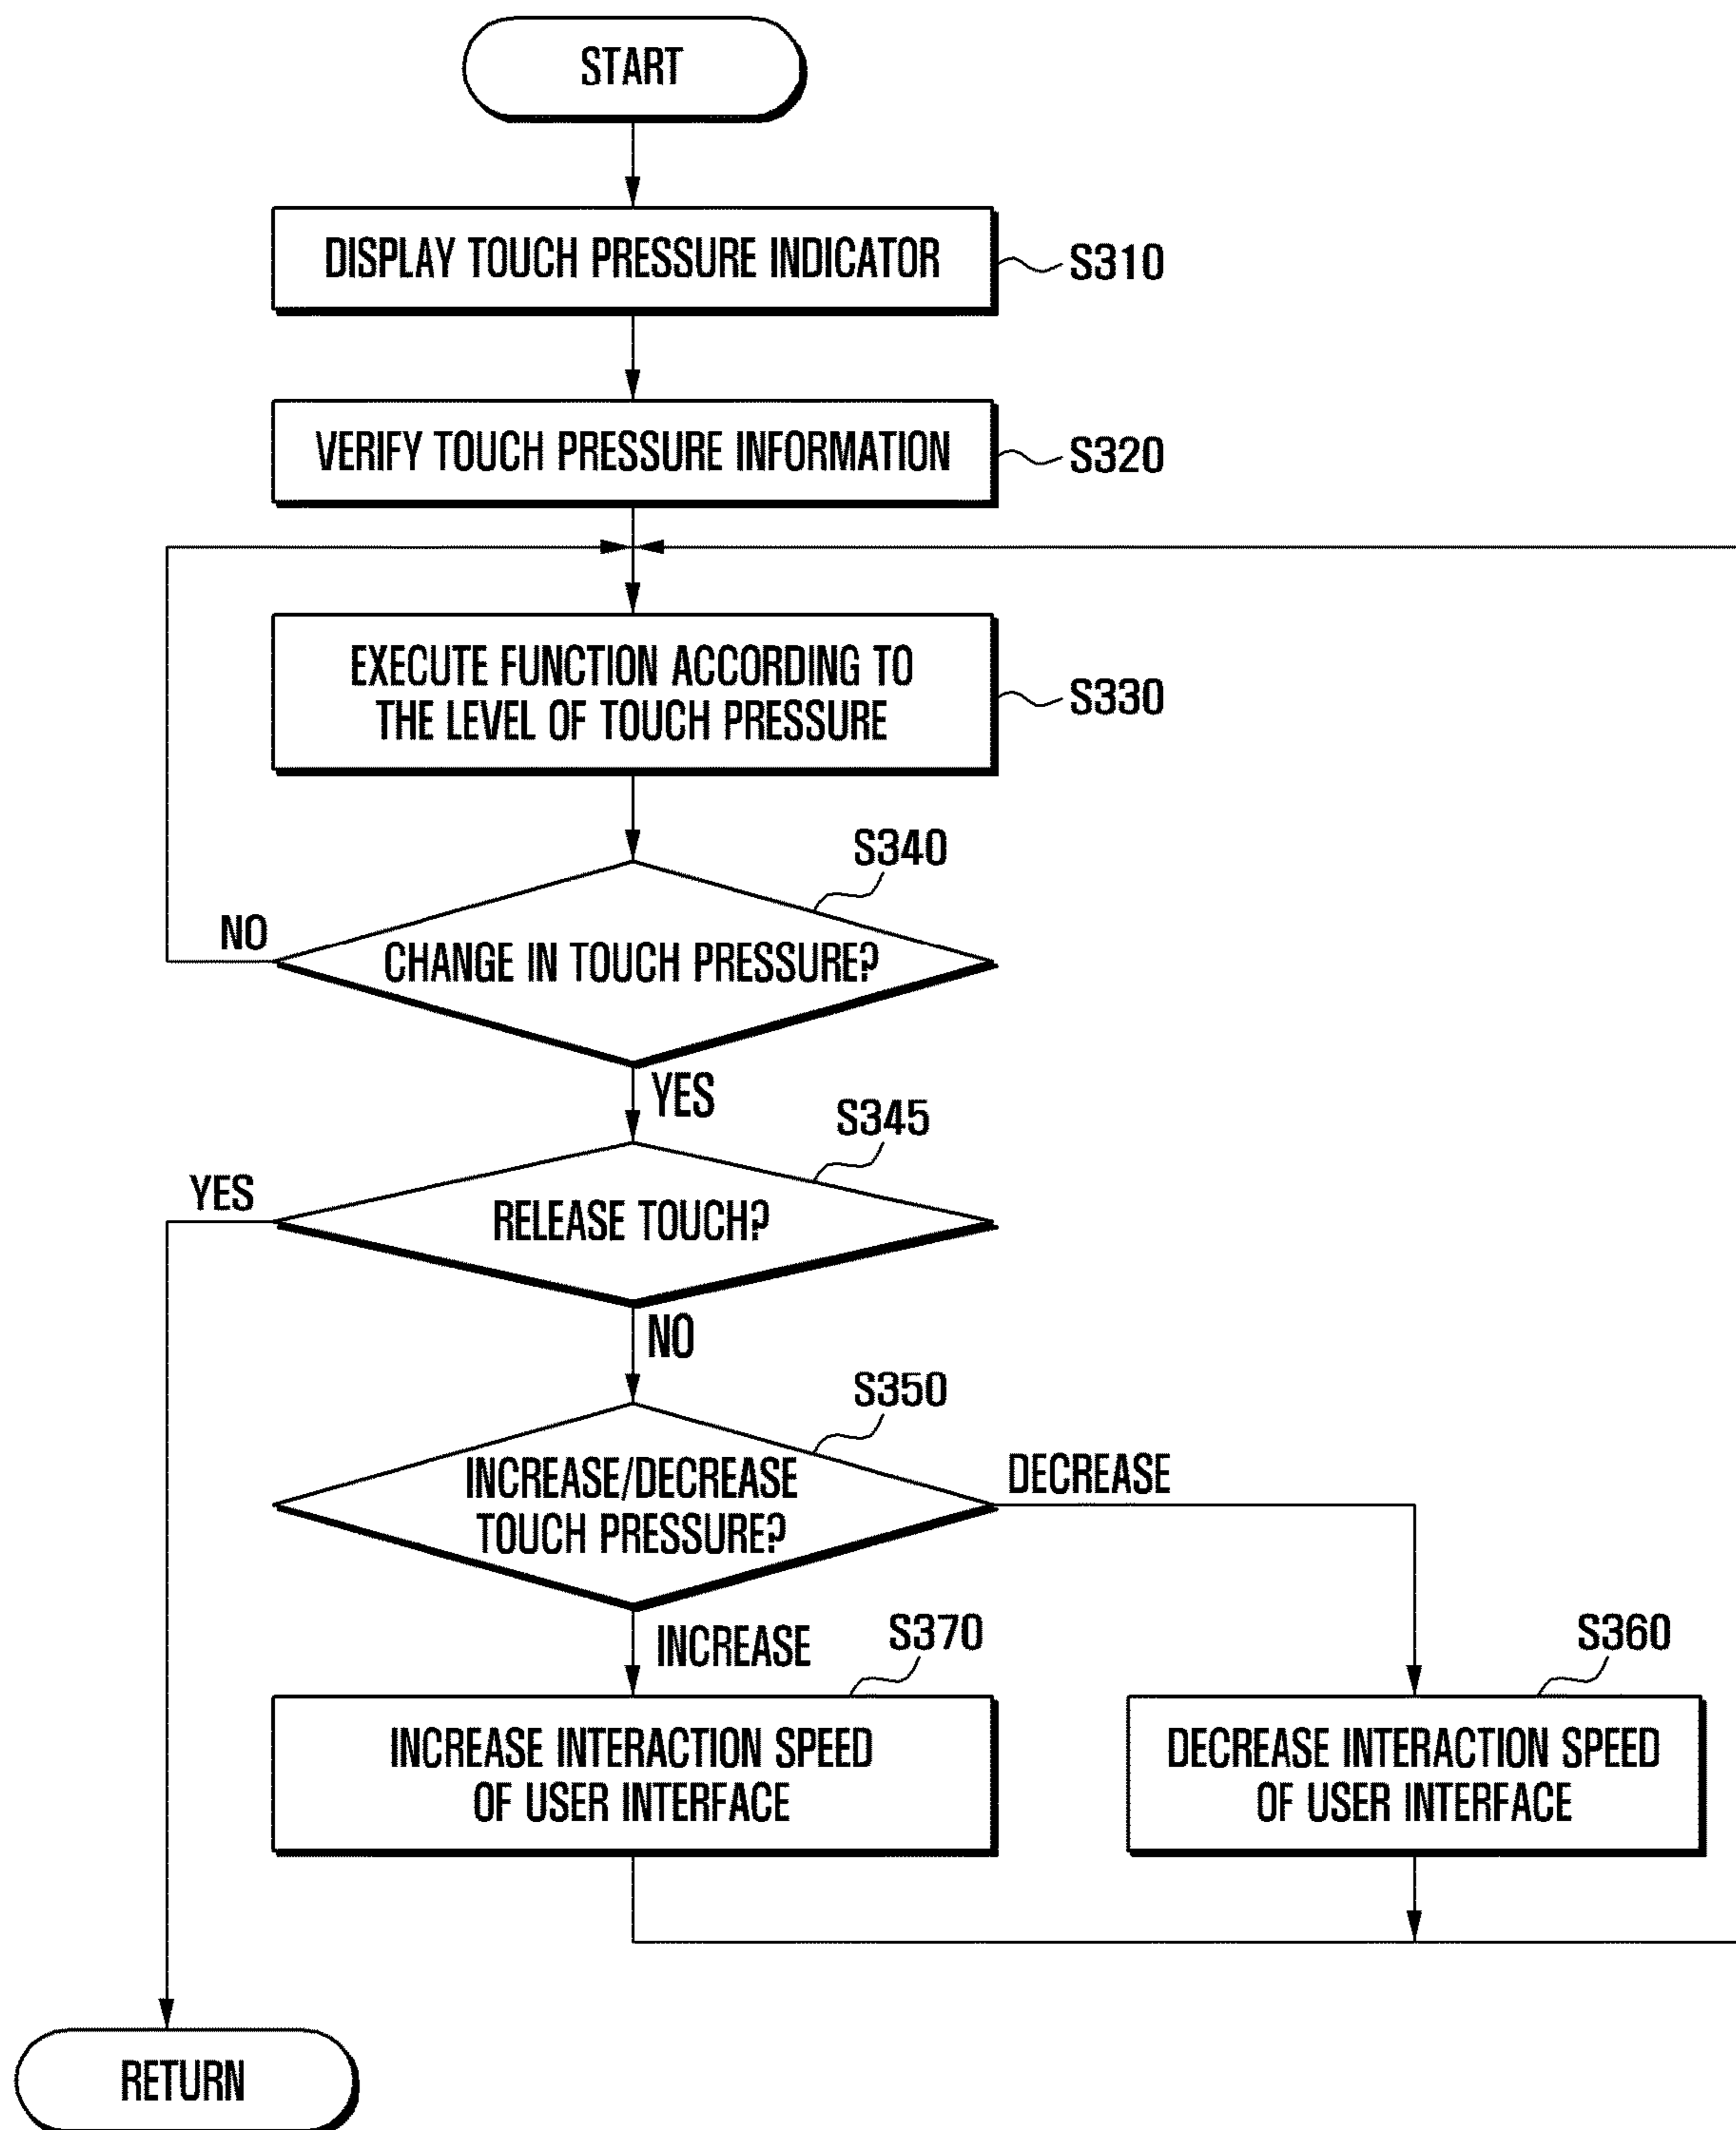 START
DISPLAY TOUCH PRESSURE INDICATOR
S310
VERIFY TOUCH PRESSURE INFORMATION
S320
EXECUTE FUNCTION ACCORDING TO
THE LEVEL OF TOUCH PRESSURE
S330
S340
NO
CHANGE IN TOUCH PRESSURE?
YES
S345
YES
RELEASE TOUCH?
NO
S350
INCREASE/DECREASE
TOUCH PRESSURE?
DECREASE
INCREASE
S370
S360
INCREASE INTERACTION SPEED
OF USER INTERFACE
DECREASE INTERACTION SPEED
OF USER INTERFACE
RETURN